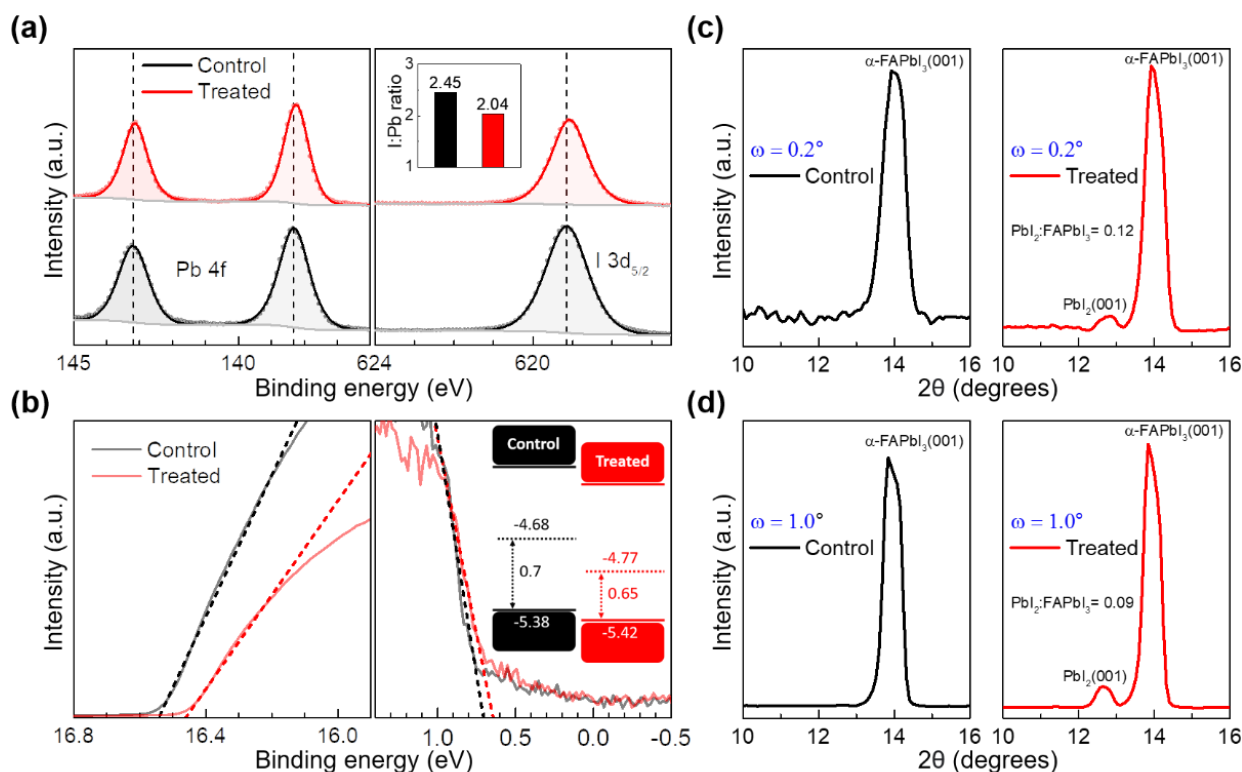 (a)
Control
Treated
I:Pb ratio
3
2
1
2.45
2.04
Pb 4f
I 3d5/2
Intensity (a.u.)
145
140
624
620
Binding energy (eV)
(b)
Control
Treated
Control
Treated
-4.68
-4.77
0.7
0.65
-5.38
-5.42
Intensity (a.u.)
16.8
16.4
16.0
1.0
0.5
0.0
-0.5
Binding energy (eV)
(c)
α-FAPbI3(001)
ω = 0.2°
Control
Intensity (a.u.)
10
12
14
16
α-FAPbI3(001)
ω = 0.2°
Treated
PbI2:FAPbI3= 0.12
PbI2(001)
10
12
14
16
2θ (degrees)
(d)
α-FAPbI3(001)
ω = 1.0°
Control
Intensity (a.u.)
10
12
14
16
α-FAPbI3(001)
ω = 1.0°
Treated
PbI2:FAPbI3= 0.09
PbI2(001)
10
12
14
16
2θ (degrees)